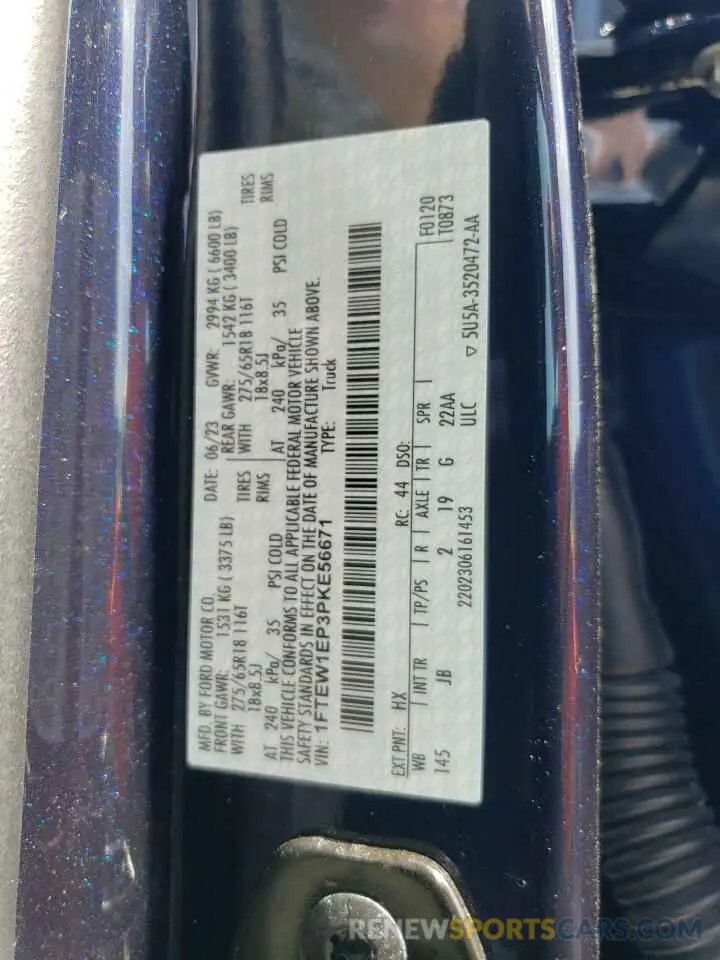 MFD. BY FORD MOTOR CO.
DATE: 06/23 GVWR: 2994 KG ( 6600 LB)
FRONT GAWR: 1531 KG ( 3375 LB)
REAR GAWR: 1542 KG ( 3400 LB)
WITH 275/65R18 116T TIRES
WITH 275/65R18 116T TIRES
18x8.5J RIMS
18x8.5J RIMS
AT 240 kPa/ 35 PSI COLD
AT 240 kPa/ 35 PSI COLD
THIS VEHICLE CONFORMS TO ALL APPLICABLE FEDERAL MOTOR VEHICLE
SAFETY STANDARDS IN EFFECT ON THE DATE OF MANUFACTURE SHOWN ABOVE.
VIN: 1FTEW1EP3PKE56671 TYPE: Truck
EXT PNT: HX RC: 44 DSO: F0120
WB INT TR TP/PS R AXLE TR SPR T0873
145 JB 2 19 G 22AA
2202306161453 ULC ▽ 5U5A-3520472-AA
RENEWSPORTSCARS.COM